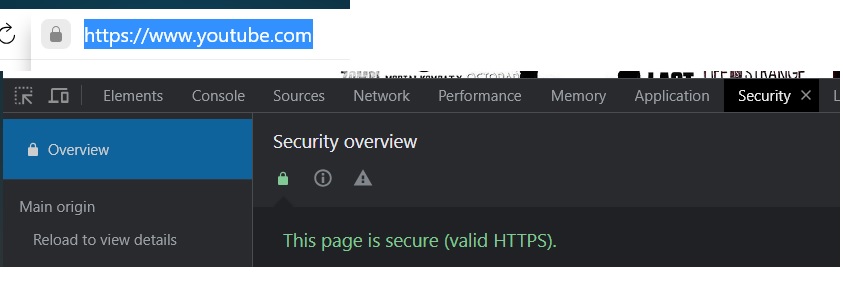 https://www.youtube.com
Elements Console Sources Network Performance Memory Application Security ×
Overview
Security overview
Main origin
Reload to view details
This page is secure (valid HTTPS).